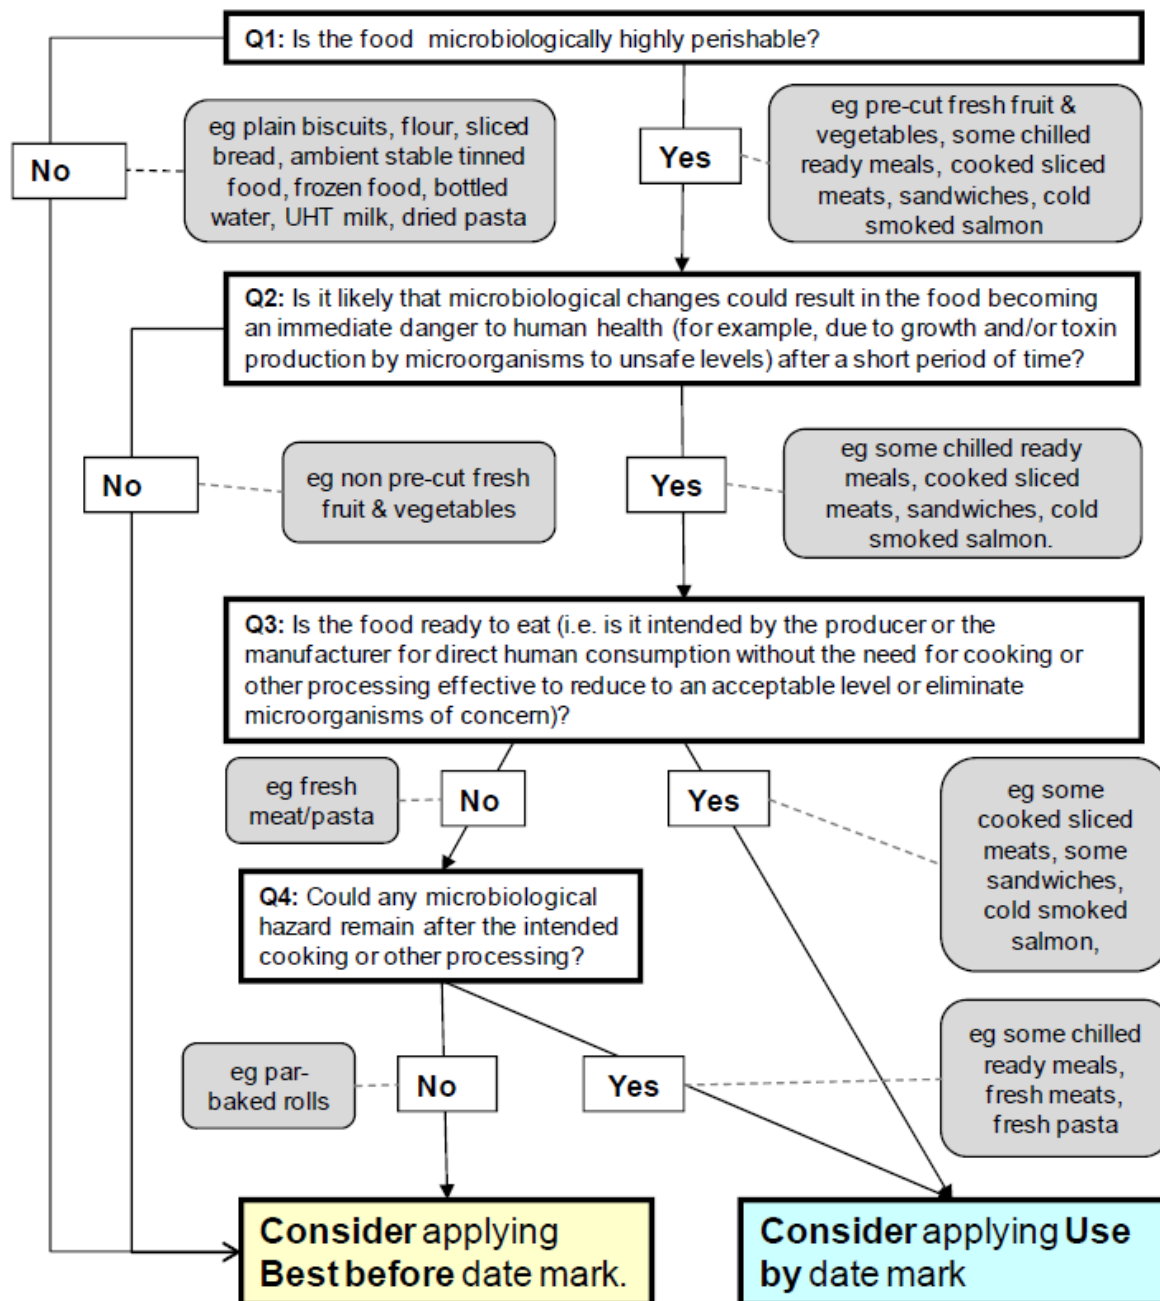 Q1: Is the food microbiologically highly perishable?
eg plain biscuits, flour, sliced
bread, ambient stable tinned
food, frozen food, bottled
water, UHT milk, dried pasta
No
Yes
eg pre-cut fresh fruit &
vegetables, some chilled
ready meals, cooked sliced
meats, sandwiches, cold
smoked salmon
Q2: Is it likely that microbiological changes could result in the food becoming
an immediate danger to human health (for example, due to growth and/or toxin
production by microorganisms to unsafe levels) after a short period of time?
No
eg non pre-cut fresh
fruit & vegetables
Yes
eg some chilled ready
meals, cooked sliced
meats, sandwiches, cold
smoked salmon.
Q3: Is the food ready to eat (i.e. is it intended by the producer or the
manufacturer for direct human consumption without the need for cooking or
other processing effective to reduce to an acceptable level or eliminate
microorganisms of concern)?
eg fresh
meat/pasta
No
Yes
eg some
cooked sliced
meats, some
sandwiches,
cold smoked
salmon,
Q4: Could any microbiological
hazard remain after the intended
cooking or other processing?
eg par-
baked rolls
No
Yes
eg some chilled
ready meals,
fresh meats,
fresh pasta
Consider applying
Best before date mark.
Consider applying Use
by date mark